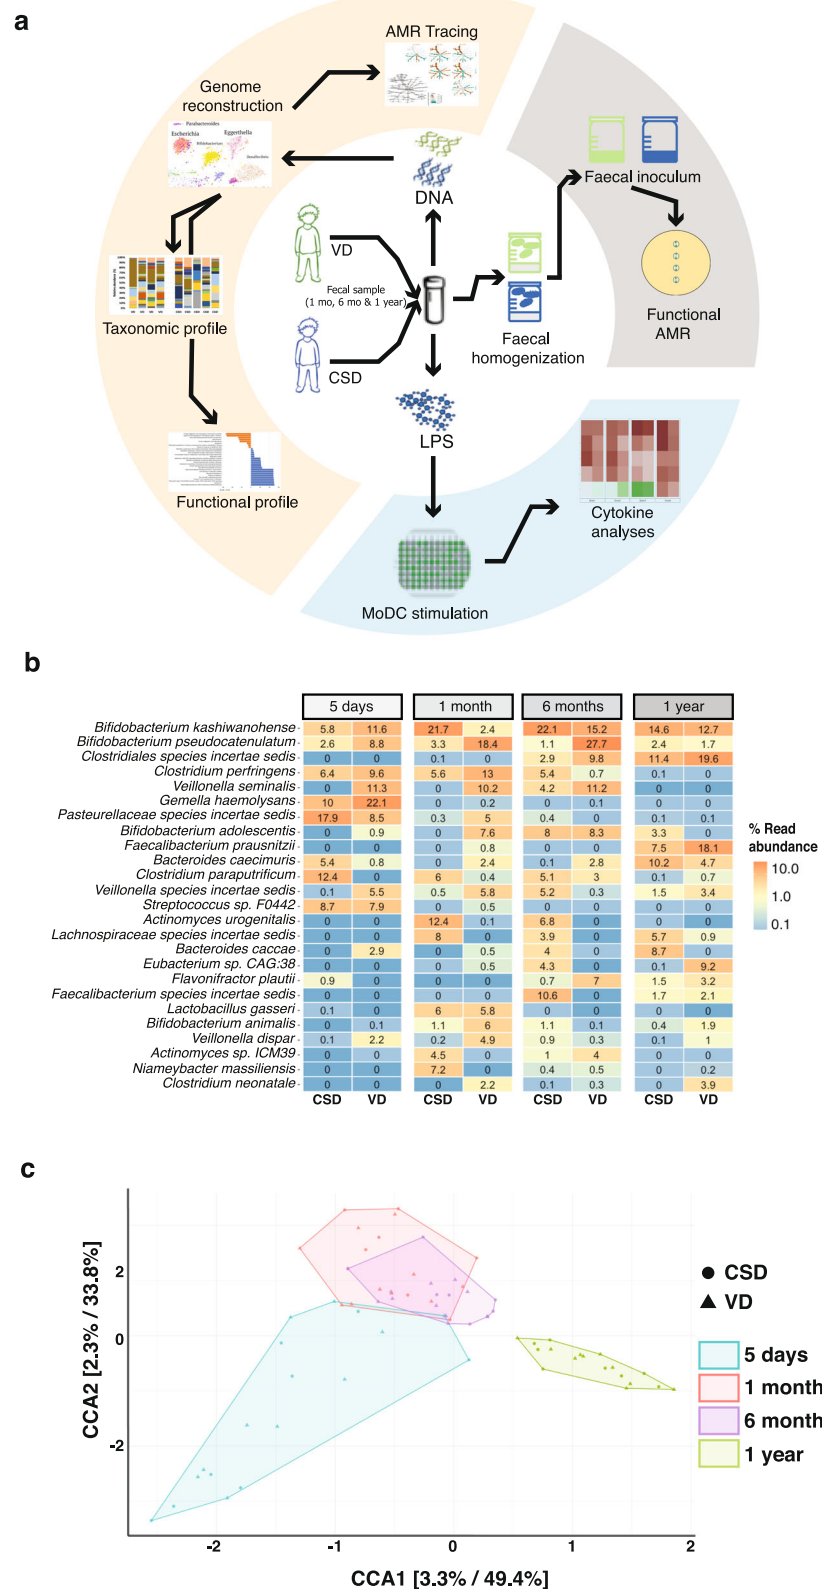 a
AMR Tracing
Genome
reconstruction
Parabacteroides
Escherichia
Eggerthella
Bifidobacterium
DNA
Faecal inoculum
VD
Fecal sample
(1 mo, 6 mo & 1 year)
CSD
Taxonomic profile
Faecal
homogenization
Functional
AMR
LPS
Functional profile
Cytokine
analyses
MoDC stimulation
b
5 days 1 month 6 months 1 year
Bifidobacterium kashiwanohense 5.8 11.6 21.7 2.4 22.1 15.2 14.6 12.7
Bifidobacterium pseudocatenulatum 2.6 8.8 3.3 18.4 1.1 27.7 2.4 1.7
Clostridiales species incertae sedis 0 0 0.1 0 2.9 9.8 11.4 19.6
Clostridium perfringens 6.4 9.6 5.6 13 5.4 0.7 0.1 0
Veillonella seminalis 0 11.3 0 10.2 4.2 11.2 0 0
Gemella haemolysans 10 22.1 0 0.2 0 0.1 0 0
Pasteurellaceae species incertae sedis 17.9 8.5 0.3 5 0.4 0 0.1 0.1
Bifidobacterium adolescentis 0 0.9 0 7.6 8 8.3 3.3 0
Faecalibacterium prausnitzii 0 0 0 0.8 0 0 7.5 18.1
Bacteroides caecimuris 5.4 0.8 0 2.4 0.1 2.8 10.2 4.7
Clostridium paraputrificum 12.4 0 6 0.4 5.1 3 0.1 0.7
Veillonella species incertae sedis 0.1 5.5 0.5 5.8 5.2 0.3 1.5 3.4
Streptococcus sp. F0442 8.7 7.9 0 0.5 0 0 0 0
Actinomyces urogenitalis 0 0 12.4 0.1 6.8 0 0 0
Lachnospiraceae species incertae sedis 0 0 8 0 3.9 0 5.7 0.9
Bacteroides caccae 0 2.9 0 0.5 4 0 8.7 0
Eubacterium sp. CAG:38 0 0 0 0.5 4.3 0 0.1 9.2
Flavonifractor plautii 0.9 0 0 0 0.7 7 1.5 3.2
Faecalibacterium species incertae sedis 0 0 0 0 10.6 0 1.7 2.1
Lactobacillus gasseri 0.1 0 6 5.8 0 0 0 0
Bifidobacterium animalis 0 0.1 1.1 6 1.1 0.1 0.4 1.9
Veillonella dispar 0.1 2.2 0.2 4.9 0.9 0.3 0.1 1
Actinomyces sp. ICM39 0 0 4.5 0 1 4 0 0
Niameybacter massiliensis 0 0 7.2 0 0.4 0.5 0 0.2
Clostridium neonatale 0 0 0 2.2 0.1 0.3 0 3.9
CSD VD CSD VD CSD VD CSD VD
% Read
abundance
10.0
1.0
0.1
c
CCA2 [2.3% / 33.8%]
2
0
-2
-2 -1 0 1 2
CCA1 [3.3% / 49.4%]
CSD
VD
5 days
1 month
6 month
1 year